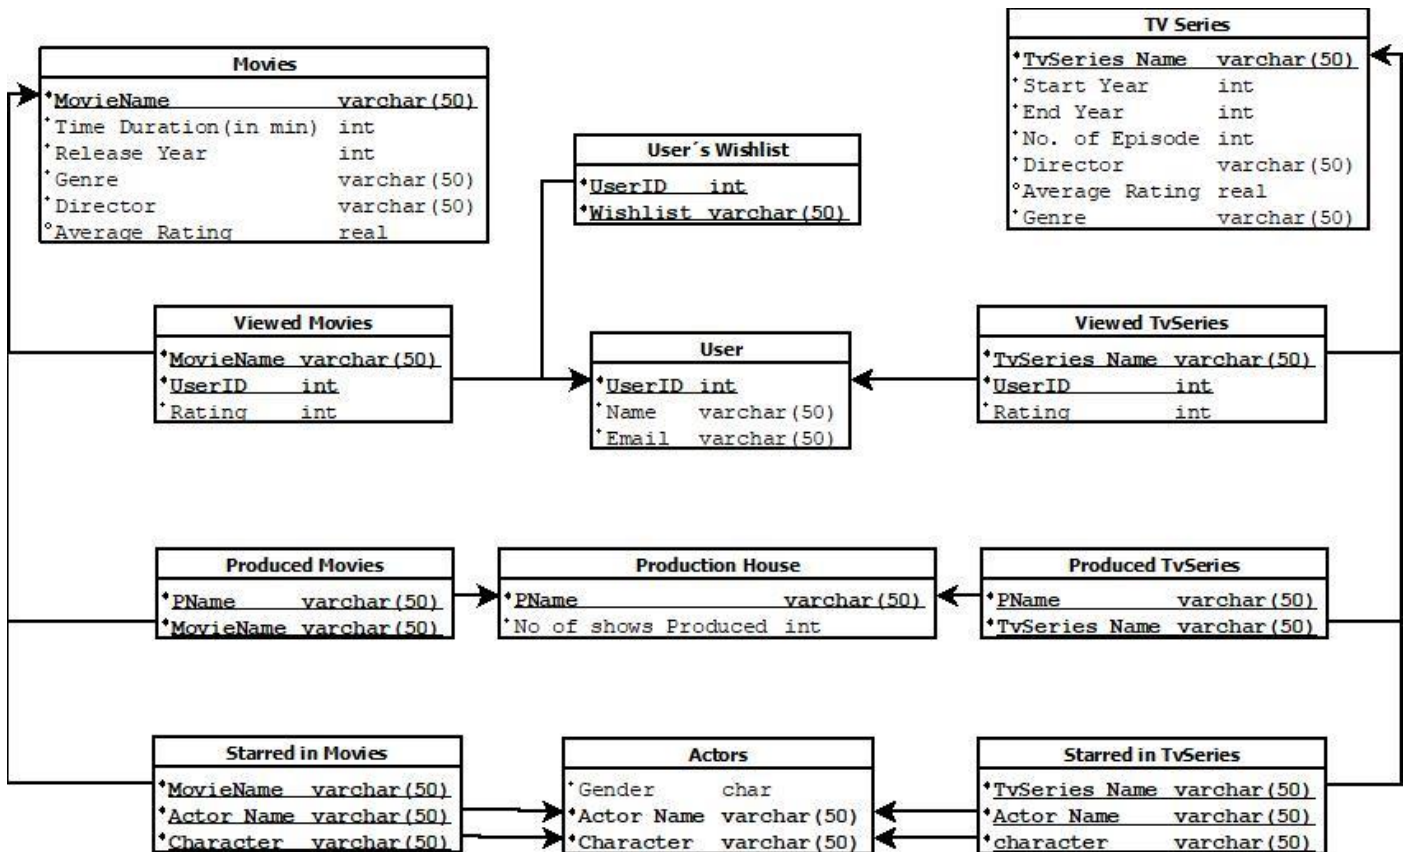 Movies
MovieName varchar(50)
Time Duration(in min) int
Release Year int
Genre varchar(50)
Director varchar(50)
Average Rating real
TV Series
TvSeries Name varchar(50)
Start Year int
End Year int
No. of Episode int
Director varchar(50)
Average Rating real
Genre varchar(50)
User´s Wishlist
UserID int
Wishlist varchar(50)
Viewed Movies
MovieName varchar(50)
UserID int
Rating int
User
UserID int
Name varchar(50)
Email varchar(50)
Viewed TvSeries
TvSeries Name varchar(50)
UserID int
Rating int
Produced Movies
PName varchar(50)
MovieName varchar(50)
Production House
PName varchar(50)
No of shows Produced int
Produced TvSeries
PName varchar(50)
TvSeries Name varchar(50)
Starred in Movies
MovieName varchar(50)
Actor Name varchar(50)
Character varchar(50)
Actors
Gender char
Actor Name varchar(50)
Character varchar(50)
Starred in TvSeries
TvSeries Name varchar(50)
Actor Name varchar(50)
character varchar(50)